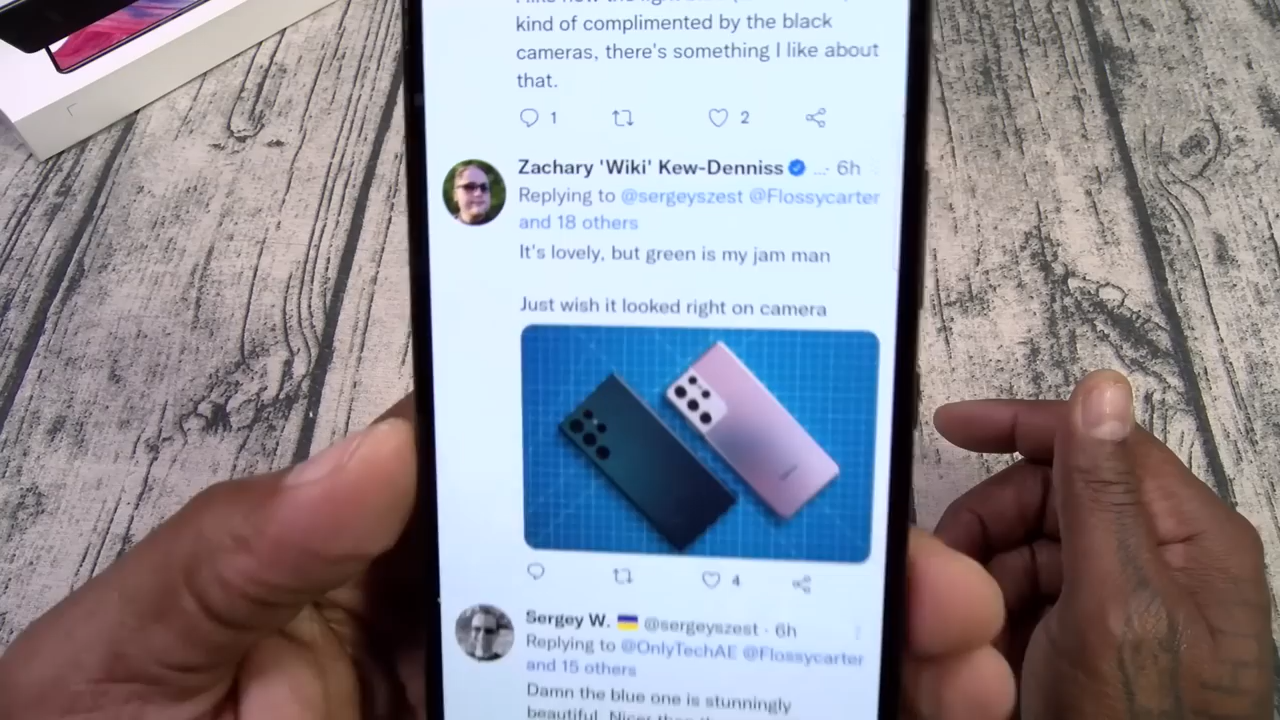 kind of complimented by the black
cameras, there's something I like about
that.
1 2
Zachary 'Wiki' Kew-Denniss ... · 6h
Replying to @sergeyszest @Flossycarter
and 18 others
It's lovely, but green is my jam man
Just wish it looked right on camera
4
Sergey W. @sergeyszest · 6h
Replying to @OnlyTechAE @Flossycarter
and 15 others
Damn the blue one is stunningly
beautiful. Nicer than